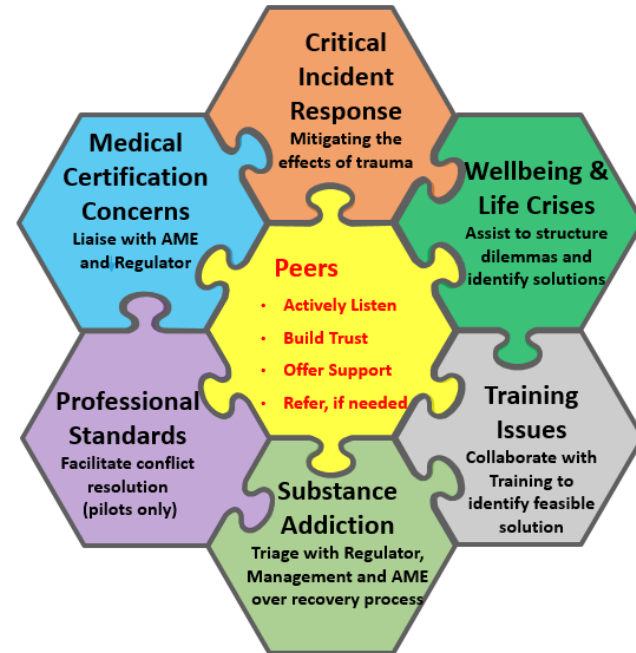 Critical
Incident
Response
Mitigating the
effects of trauma
Medical
Certification
Concerns
Liaise with AME
and Regulator
Wellbeing &
Life Crises
Assist to structure
dilemmas and
identify solutions
Peers
• Actively Listen
• Build Trust
• Offer Support
• Refer, if needed
Professional
Standards
Facilitate conflict
resolution
(pilots only)
Training
Issues
Collaborate with
Training to
identify feasible
solution
Substance
Addiction
Triage with Regulator,
Management and AME
over recovery process